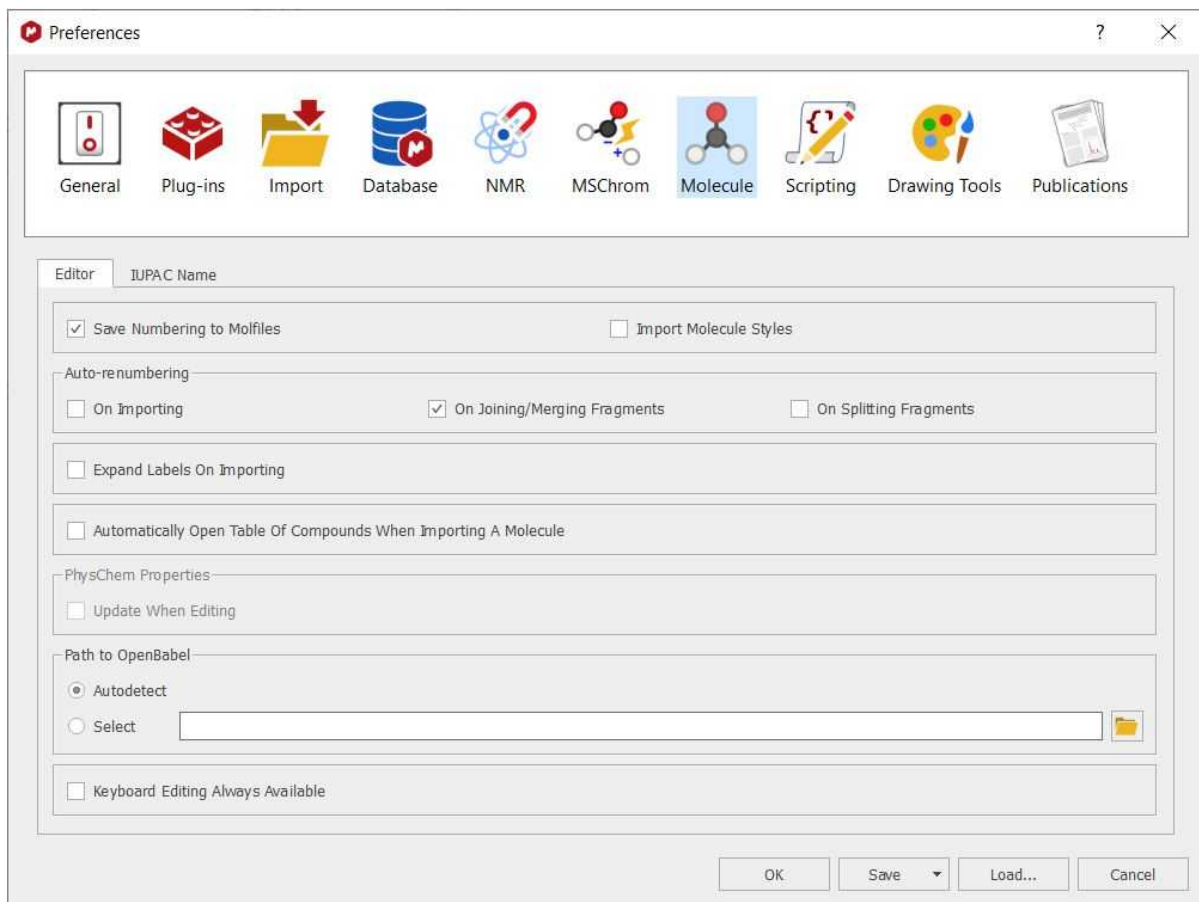 Preferences
?
General Plug-ins Import Database NMR MSChrom Molecule Scripting Drawing Tools Publications
Editor IUPAC Name
Save Numbering to Molfiles Import Molecule Styles
Auto-renumbering
On Importing On Joining/Merging Fragments On Splitting Fragments
Expand Labels On Importing
Automatically Open Table Of Compounds When Importing A Molecule
PhysChem Properties
Update When Editing
Path to OpenBabel
Autodetect
Select
Keyboard Editing Always Available
OK Save Load... Cancel